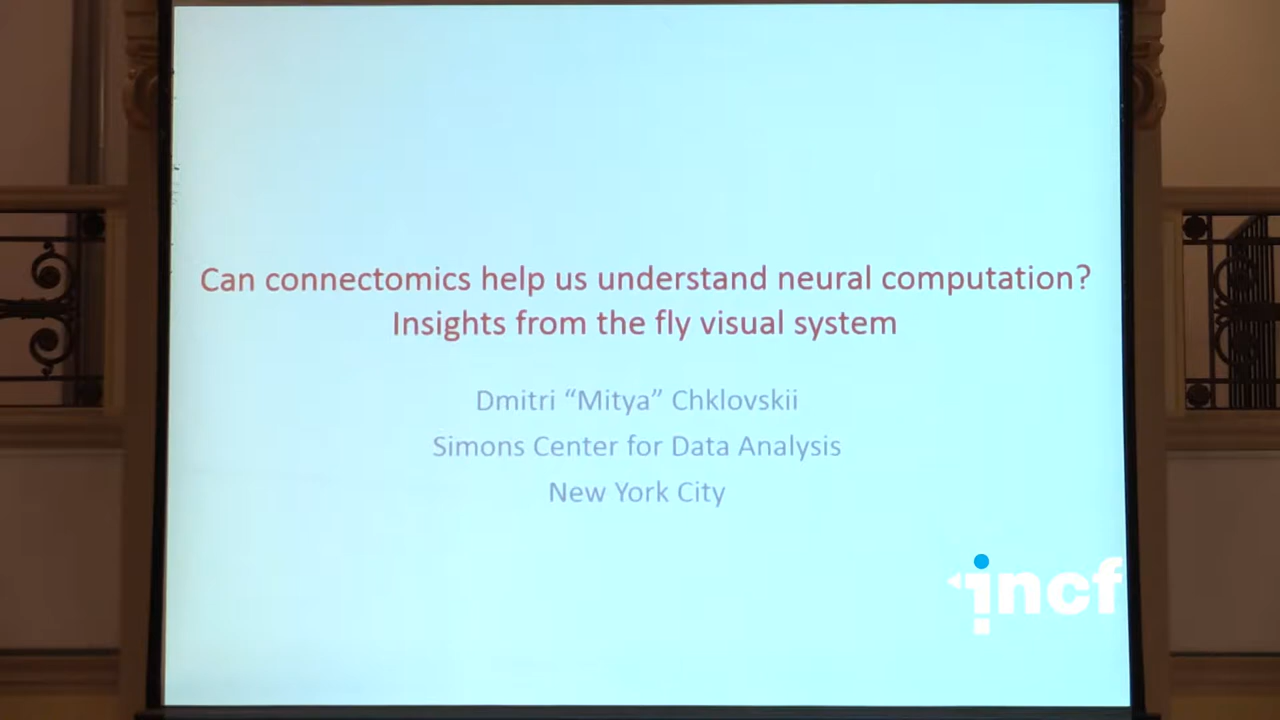 Can connectomics help us understand neural computation?
Insights from the fly visual system
Dmitri “Mitya” Chklovskii
Simons Center for Data Analysis
New York City
incf